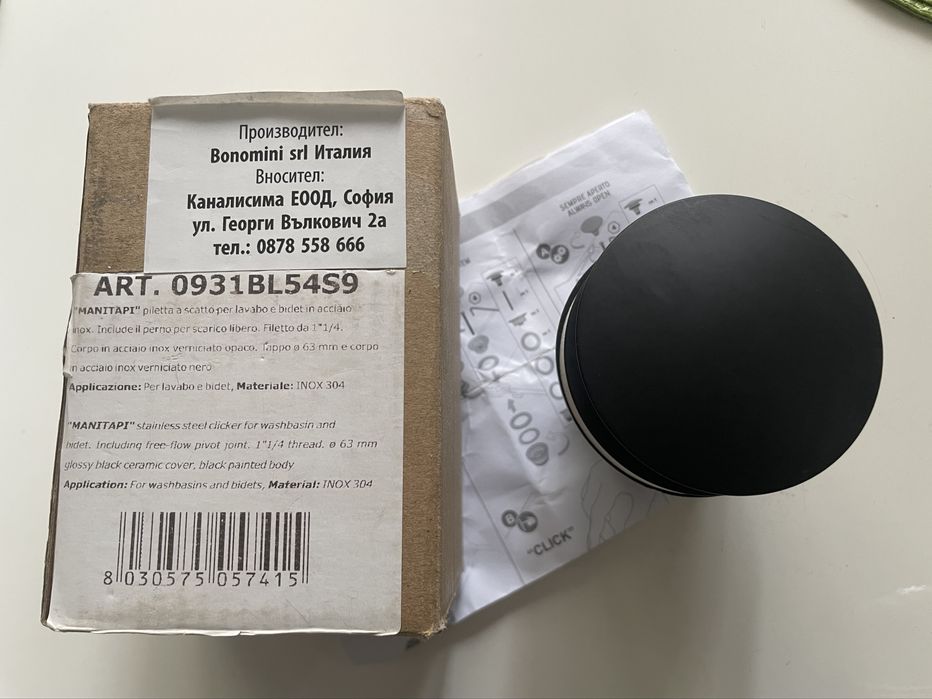 Производител:
Bonomini srl Италия
Вносител:
Каналисима ЕООД, София
ул. Георги Вълкович 2а
тел.: 0878 558 666
ART. 0931BL54S9
"MANITAPI" piletta a scatto per lavabo e bidet in acciaio
inox. Include il perno per scarico libero. Filetto da 1"1/4.
Corpo in acciaio inox verniciato opaco. Tappo ø 63 mm e corpo
in acciaio inox verniciato nero
Applicazione: Per lavabo e bidet, Materiale: INOX 304
"MANITAPI" stainless steel clicker for washbasin and
bidet. Including free-flow pivot joint. 1"1/4 thread. ø 63 mm
glossy black ceramic cover, black painted body
Application: For washbasins and bidets, Material: INOX 304
8 030575 057415
SEMPRE APERTO
ALWAYS OPEN
"CLICK"